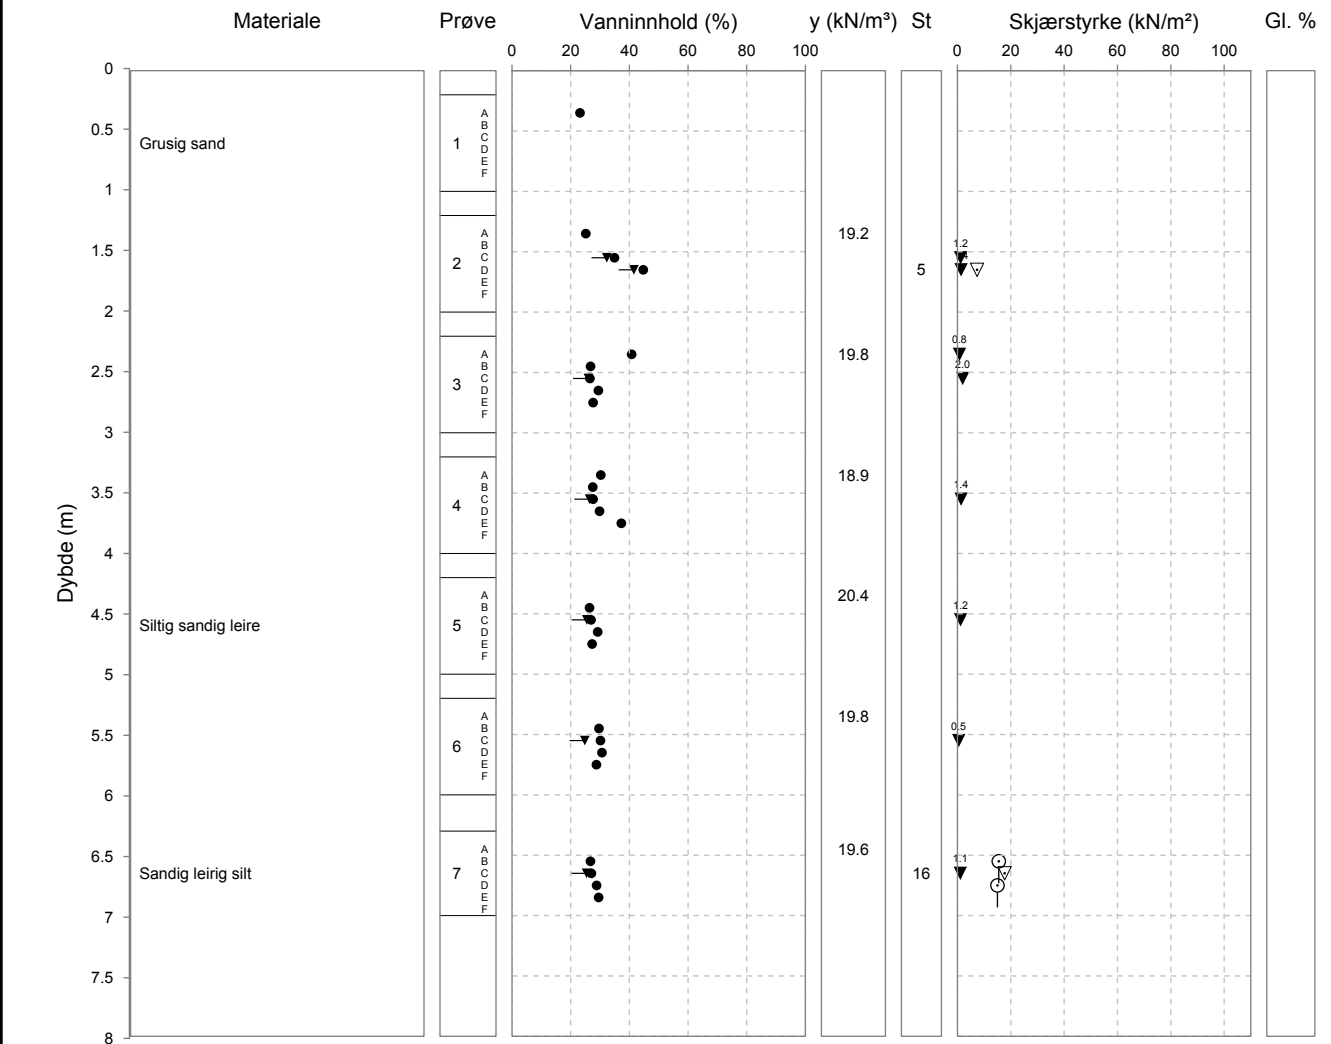 Materiale Prøve Vanninnhold (%) y (kN/m³) St Skjærstyrke (kN/m²) Gl. %
0 20 40 60 80 100 0 20 40 60 80 100
0
A
B
0.5
C
Grusig sand 1 D
E
F
1
A 19.2
B 1.2
1.5
2 C
D 5
E
F
2
0.8
A 19.8
B 2.0
2.5
3 C
D
E
F
3
A 18.9
B 1.4
3.5
C
4 D
E
F
Dybde (m)
4
A 20.4
B 1.2
4.5
C
Siltig sandig leire 5 D
E
F
5
A 19.8
B 0.5
5.5
6 C
D
E
F
6
A 19.6
6.5
B 1.1
Sandig leirig silt 7 C 16
D
E
F
7
7.5
8